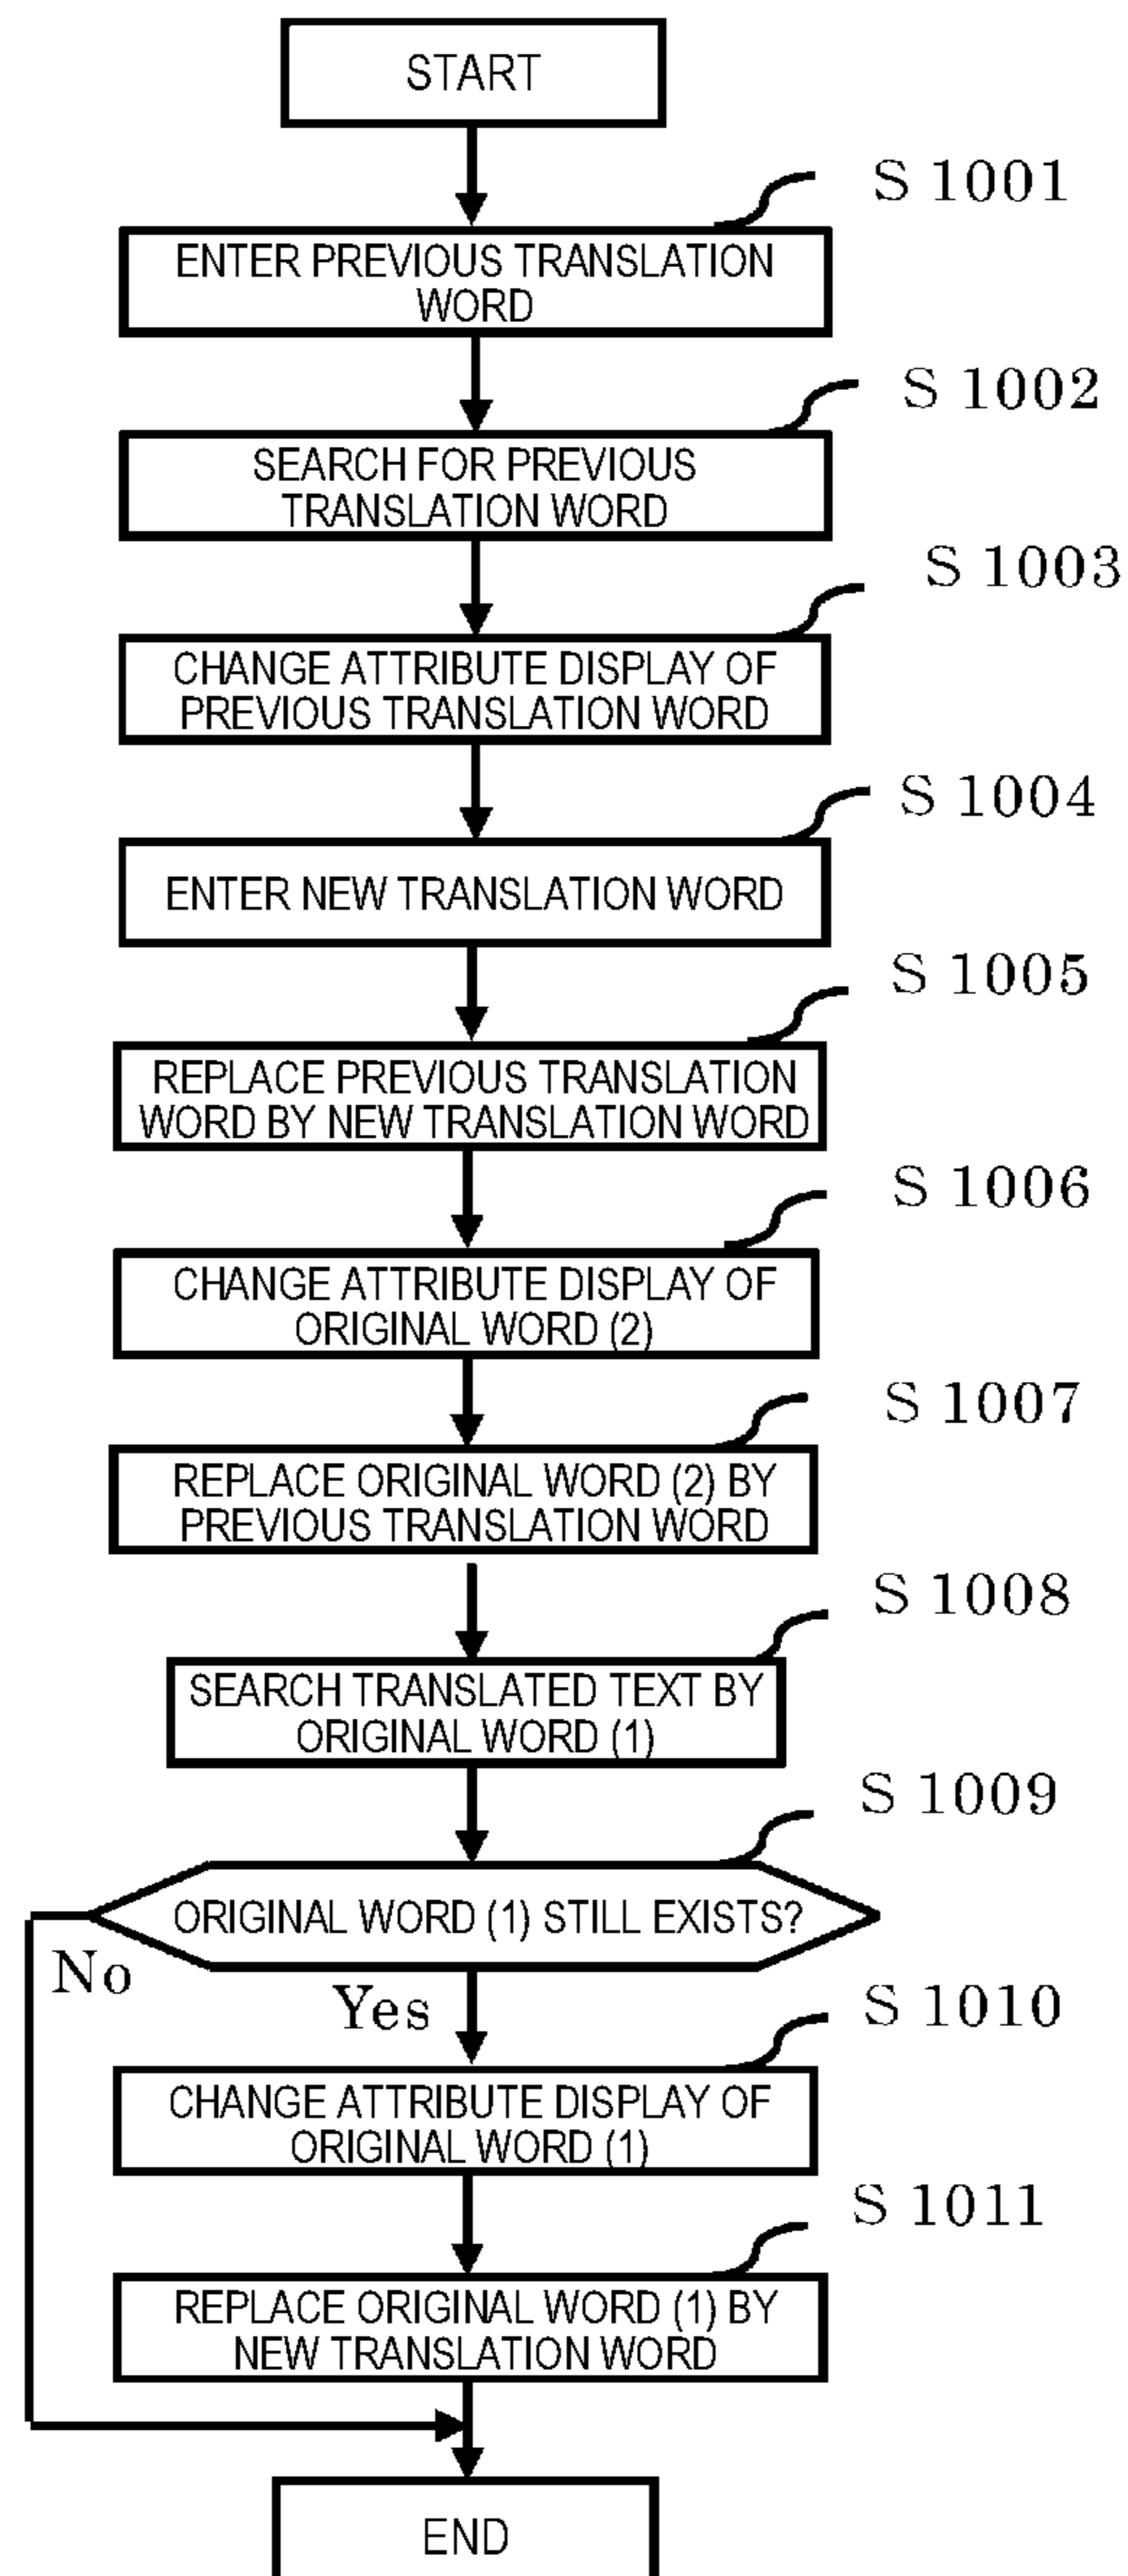 START
S 1001
ENTER PREVIOUS TRANSLATION
WORD
S 1002
SEARCH FOR PREVIOUS
TRANSLATION WORD
S 1003
CHANGE ATTRIBUTE DISPLAY OF
PREVIOUS TRANSLATION WORD
S 1004
ENTER NEW TRANSLATION WORD
S 1005
REPLACE PREVIOUS TRANSLATION
WORD BY NEW TRANSLATION WORD
S 1006
CHANGE ATTRIBUTE DISPLAY OF
ORIGINAL WORD (2)
S 1007
REPLACE ORIGINAL WORD (2) BY
PREVIOUS TRANSLATION WORD
S 1008
SEARCH TRANSLATED TEXT BY
ORIGINAL WORD (1)
S 1009
ORIGINAL WORD (1) STILL EXISTS?
No
Yes
S 1010
CHANGE ATTRIBUTE DISPLAY OF
ORIGINAL WORD (1)
S 1011
REPLACE ORIGINAL WORD (1) BY
NEW TRANSLATION WORD
END